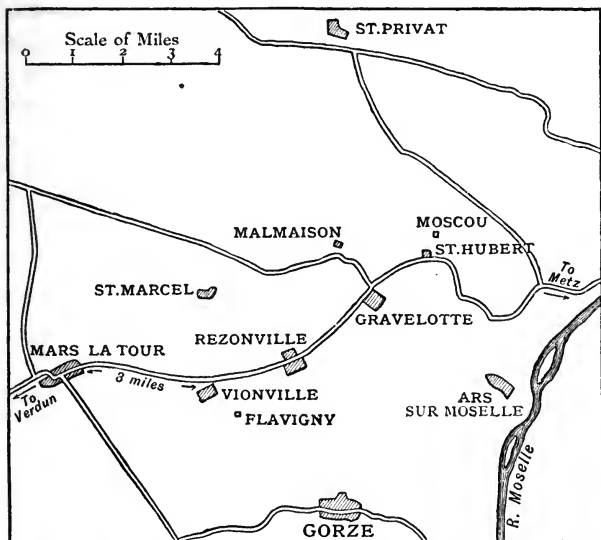 ST. PRIVAT
Scale of Miles
0 1 2 3 4
MALMAISON
MOSCOU
ST. HUBERT
To
Metz
ST. MARCEL
GRAVELOTTE
REZONVILLE
MARS LA TOUR
3 miles
To
Verdun
VIONVILLE
FLAVIGNY
ARS
SUR MOSELLE
R. Moselle
GORZE